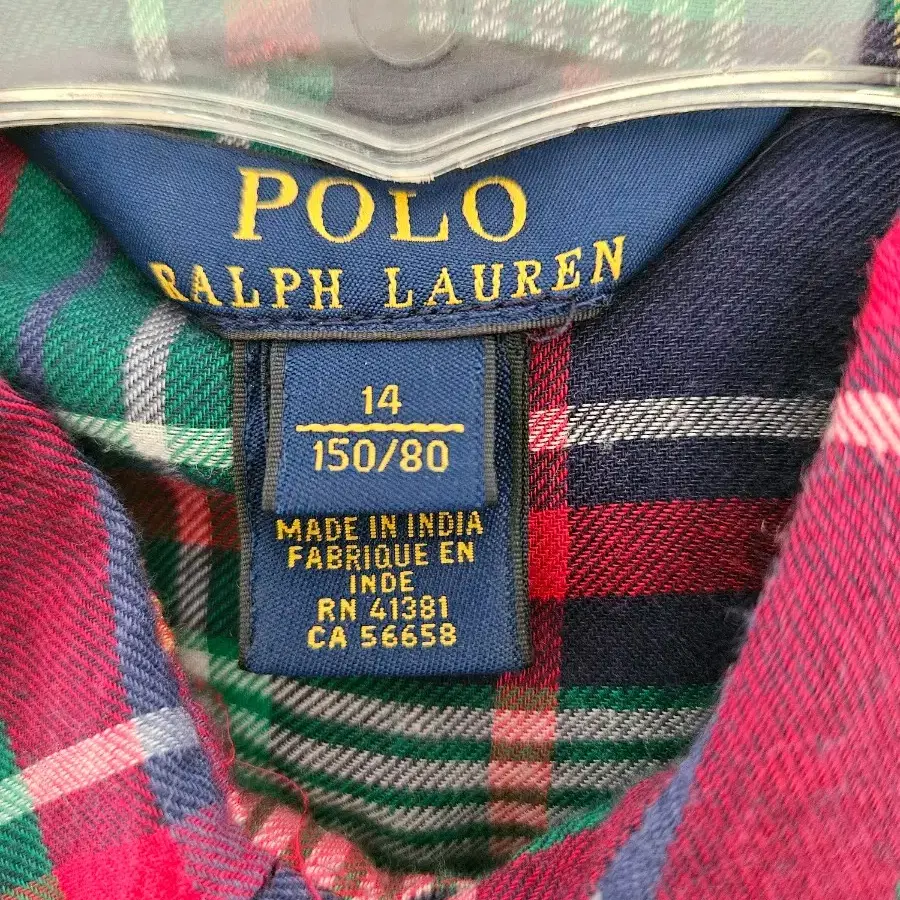 POLO
RALPH LAUREN
14
150/80
MADE IN INDIA
FABRIQUE EN
INDE
RN 41381
CA 56658